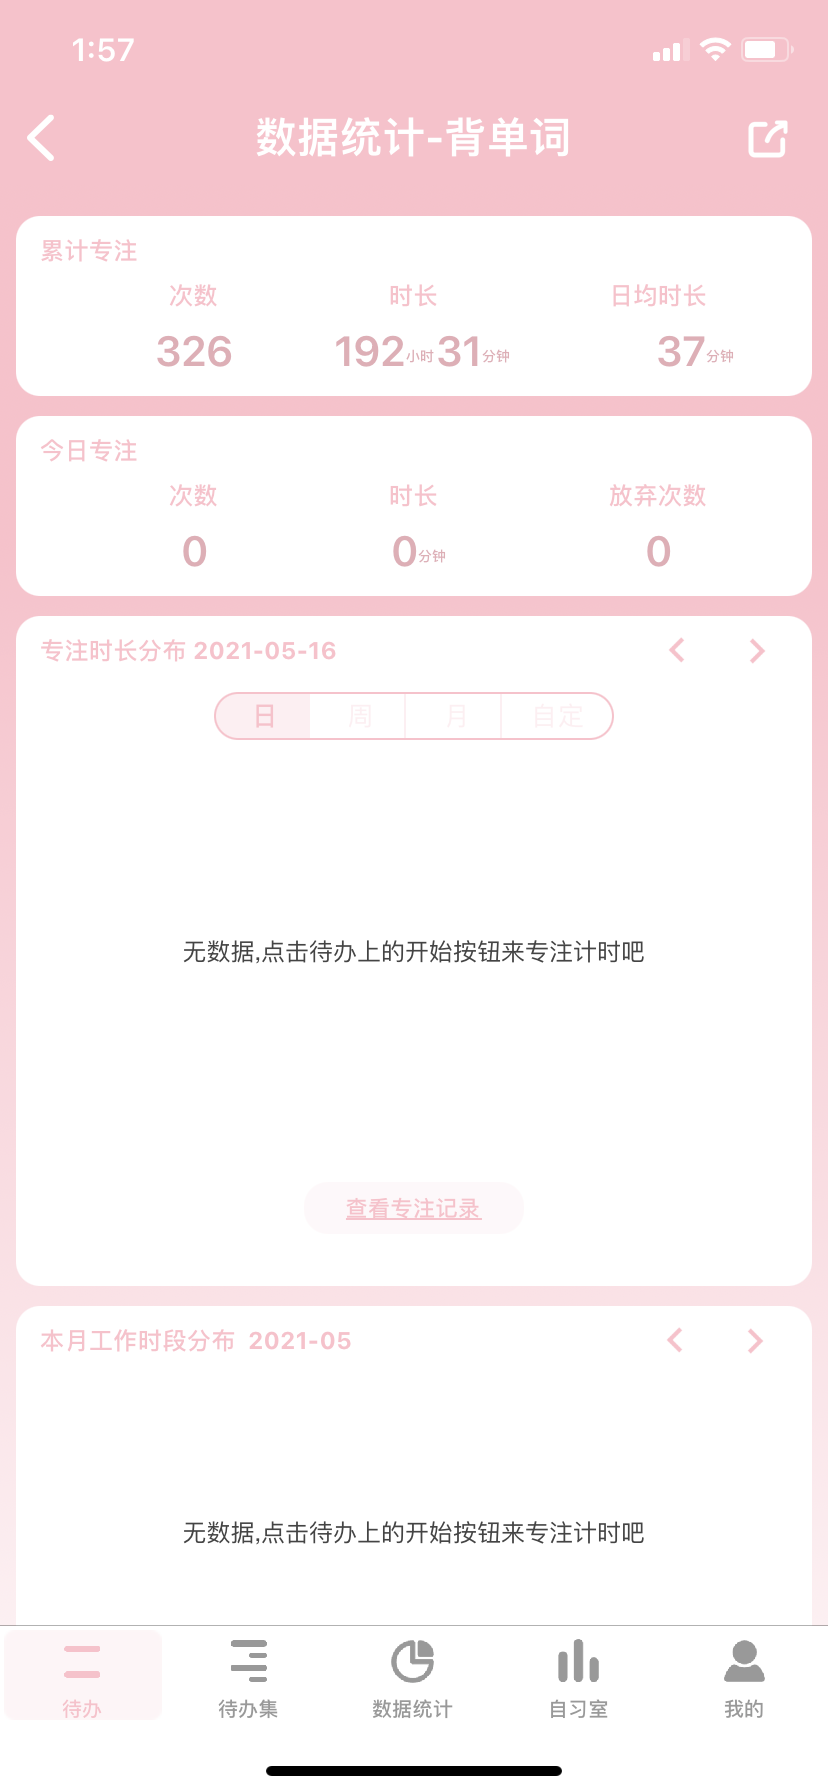 1:57
数据统计-背单词
累计专注
次数 时长 日均时长
326 192小时31分钟 37分钟
今日专注
次数 时长 放弃次数
0 0分钟 0
专注时长分布 2021-05-16
日 周 月 自定
无数据,点击待办上的开始按钮来专注计时吧
查看专注记录
本月工作时段分布 2021-05
无数据,点击待办上的开始按钮来专注计时吧
待办 待办集 数据统计 自习室 我的